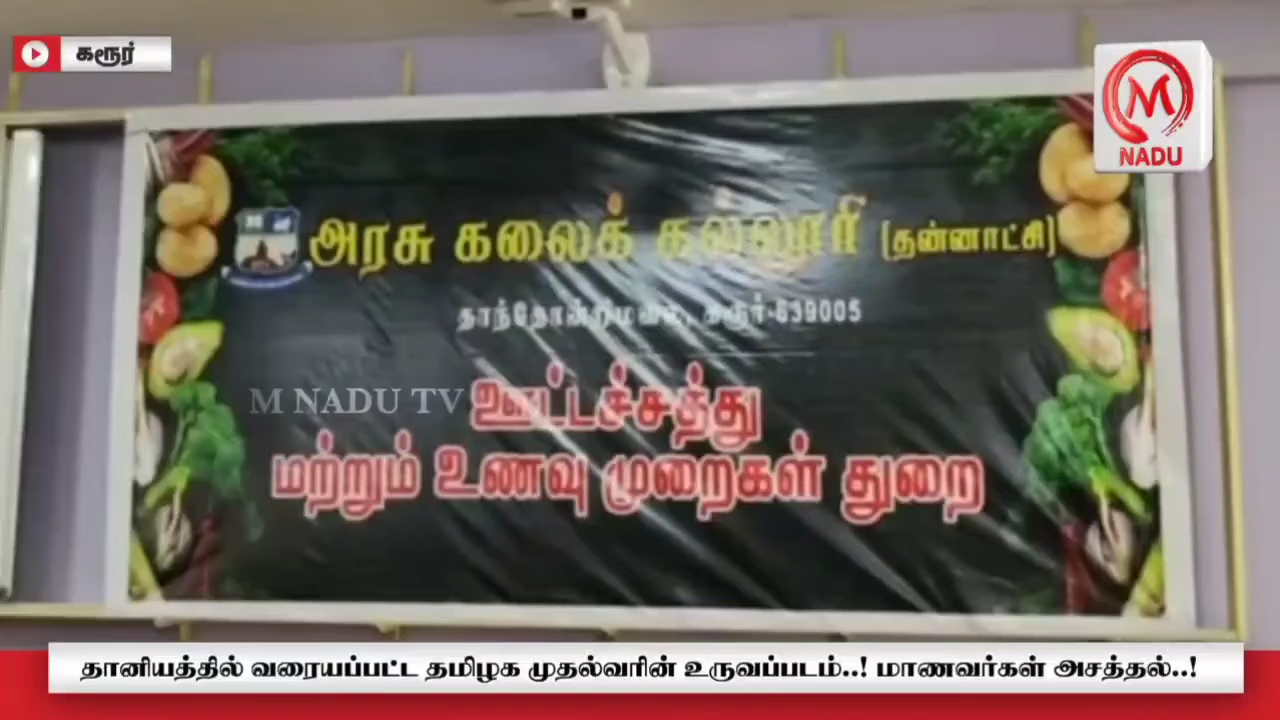 கரூர்
M
NADU
அரசு கலைக் கல்லூரி (தன்னாட்சி)
தாந்தோன்றிமலை, கரூர்-639005
M NADU TV
ஊட்டச்சத்து
மற்றும் உணவு முறைகள் துறை
தானியத்தில் வரையப்பட்ட தமிழக முதல்வரின் உருவப்படம்..! மாணவர்கள் அசத்தல்..!